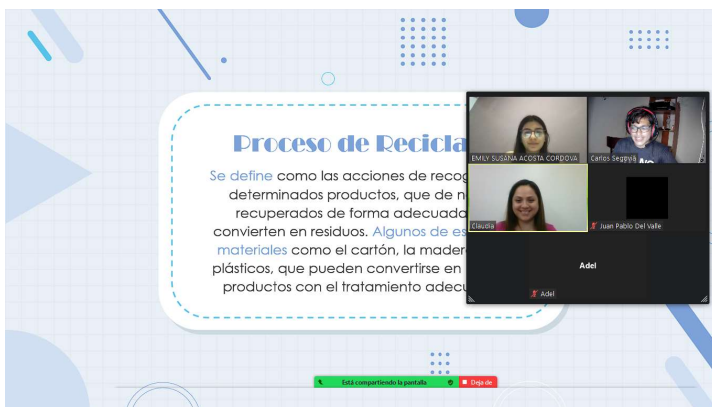 Proceso de Recicla
Se define como las acciones de recog
determinados productos, que de n
recuperados de forma adecuada
convierten en residuos. Algunos de es
materiales como el cartón, la mader
plásticos, que pueden convertirse en
productos con el tratamiento adecu
EMILY SUSANA ACOSTA CORDOVA
Carlos Segovia
Claudia
Juan Pablo Del Valle
Adel
Adel
Está compartiendo la pantalla
Deja de